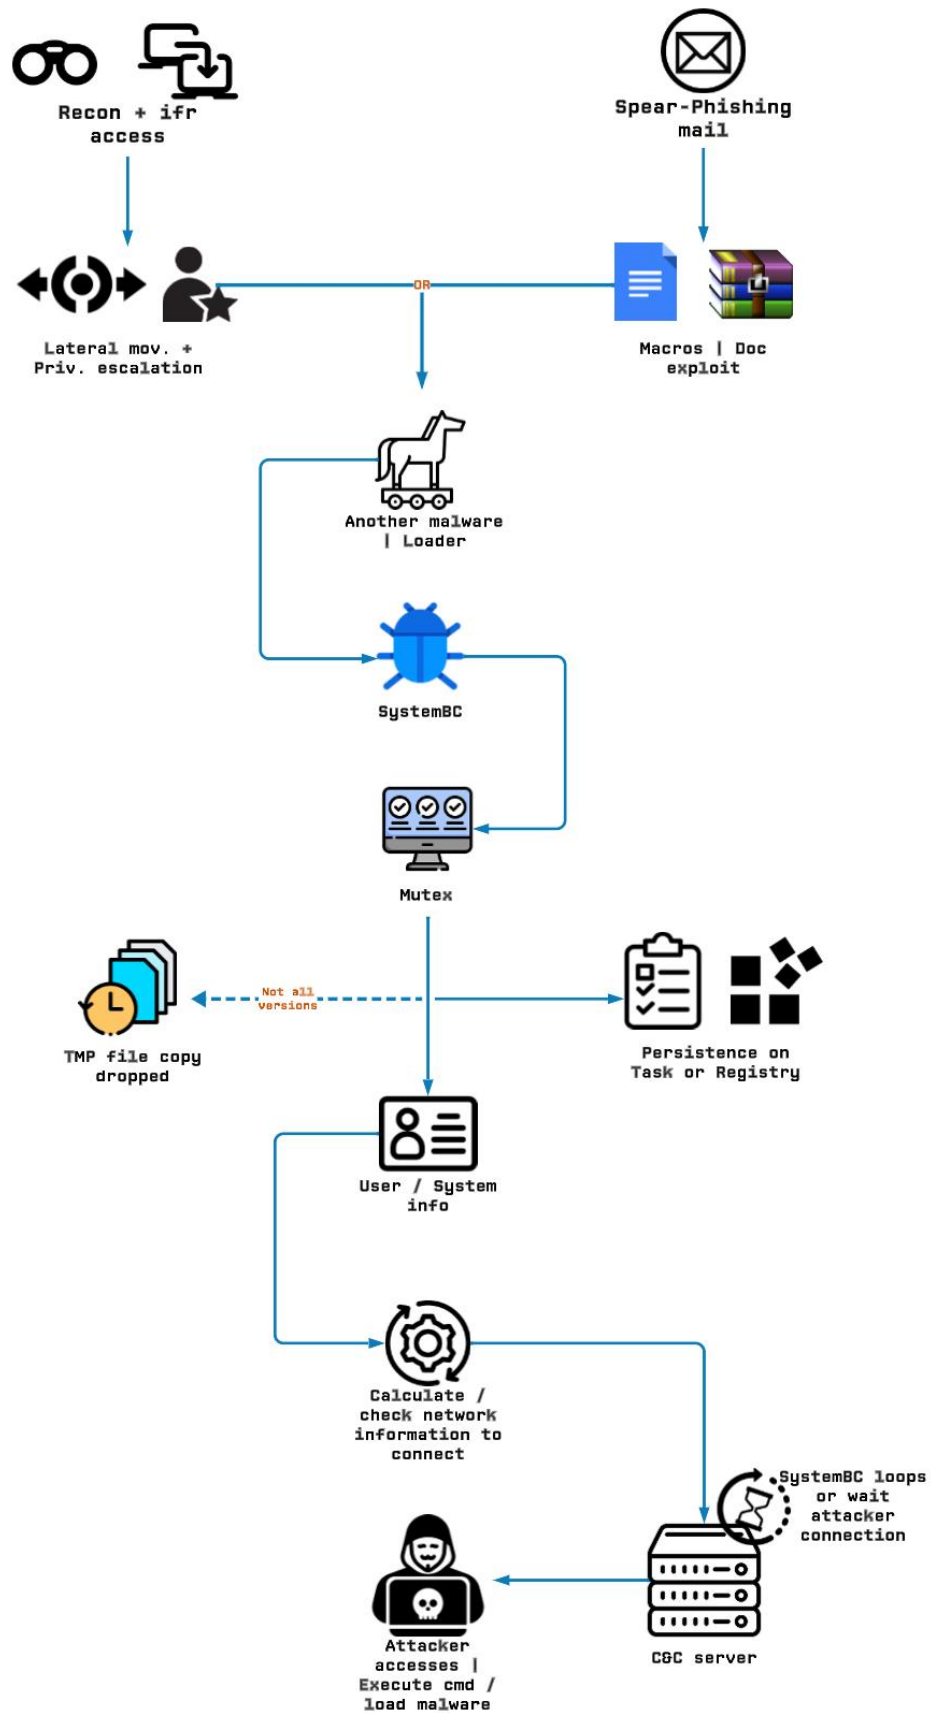 Recon + ifr
access
Spear-Phishing
mail
OR
Lateral mov. +
Priv. escalation
Macros | Doc
exploit
Another malware
| Loader
SystemBC
Mutex
Not all
versions
TMP file copy
dropped
Persistence on
Task or Registry
User / System
info
Calculate /
check network
information to
connect
SystemBC loops
or wait
attacker
connection
C&C server
Attacker
accesses |
Execute cmd /
load malware